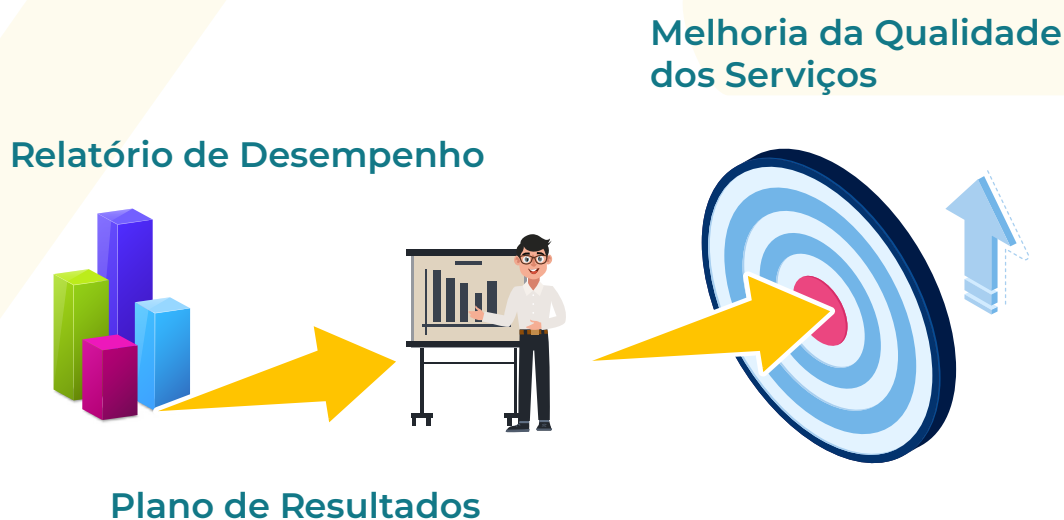 Melhoria da Qualidade
dos Serviços
Relatório de Desempenho
Plano de Resultados